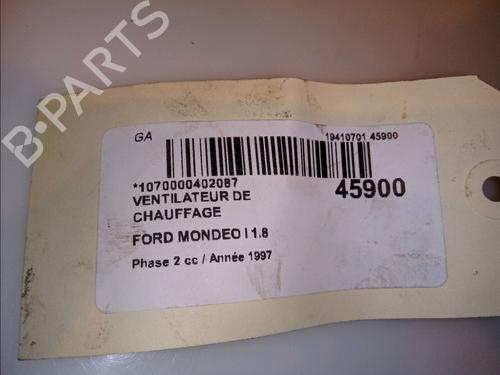 B-PARTS
GA
19410701 45900
*1070000402087
45900
VENTILATEUR DE
CHAUFFAGE
FORD MONDEO I 1.8
Phase 2 cc / Année 1997